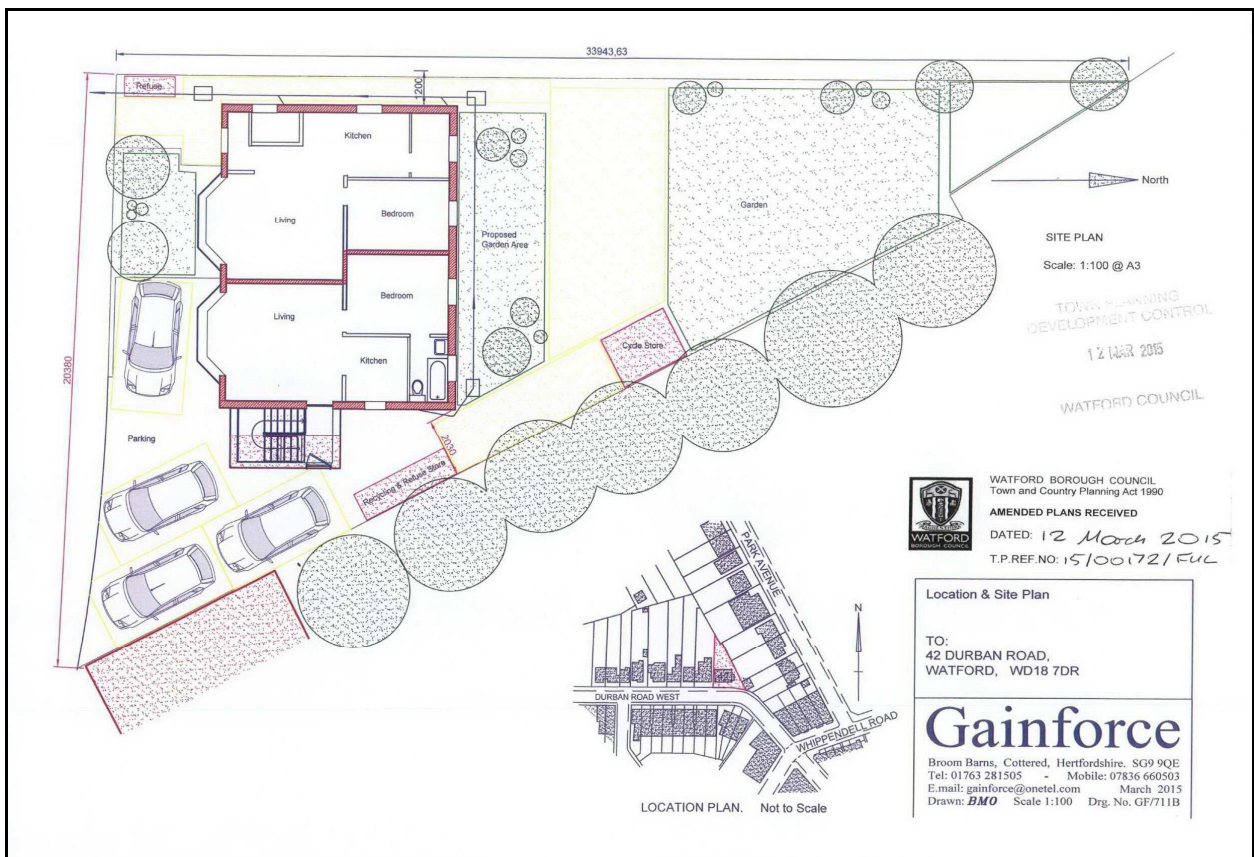 33943,63
Refuse
1200
Kitchen
North
Garden
Bedroom
Living
Proposed
Garden Area
SITE PLAN
Scale: 1:100 @ A3
Bedroom
TOWN PLANNING
DEVELOPMENT CONTROL
Living
12 MAR 2015
Cycle Store
Kitchen
20380
WATFORD COUNCIL
Parking
2030
Recycling & Refuse Store
WATFORD
BOROUGH COUNCIL
WATFORD BOROUGH COUNCIL
Town and Country Planning Act 1990
AMENDED PLANS RECEIVED
DATED: 12 March 2015
T.P.REF.NO: 15/00172/FUL
PARK AVENUE
N
DURBAN ROAD WEST
WHIPPENDELL ROAD
LOCATION PLAN. Not to Scale
Location & Site Plan
TO:
42 DURBAN ROAD,
WATFORD, WD18 7DR
Gainforce
Broom Barns, Cottered, Hertfordshire. SG9 9QE
Tel: 01763 281505 - Mobile: 07836 660503
E.mail: gainforce@onetel.com March 2015
Drawn: BMO Scale 1:100 Drg. No. GF/711B